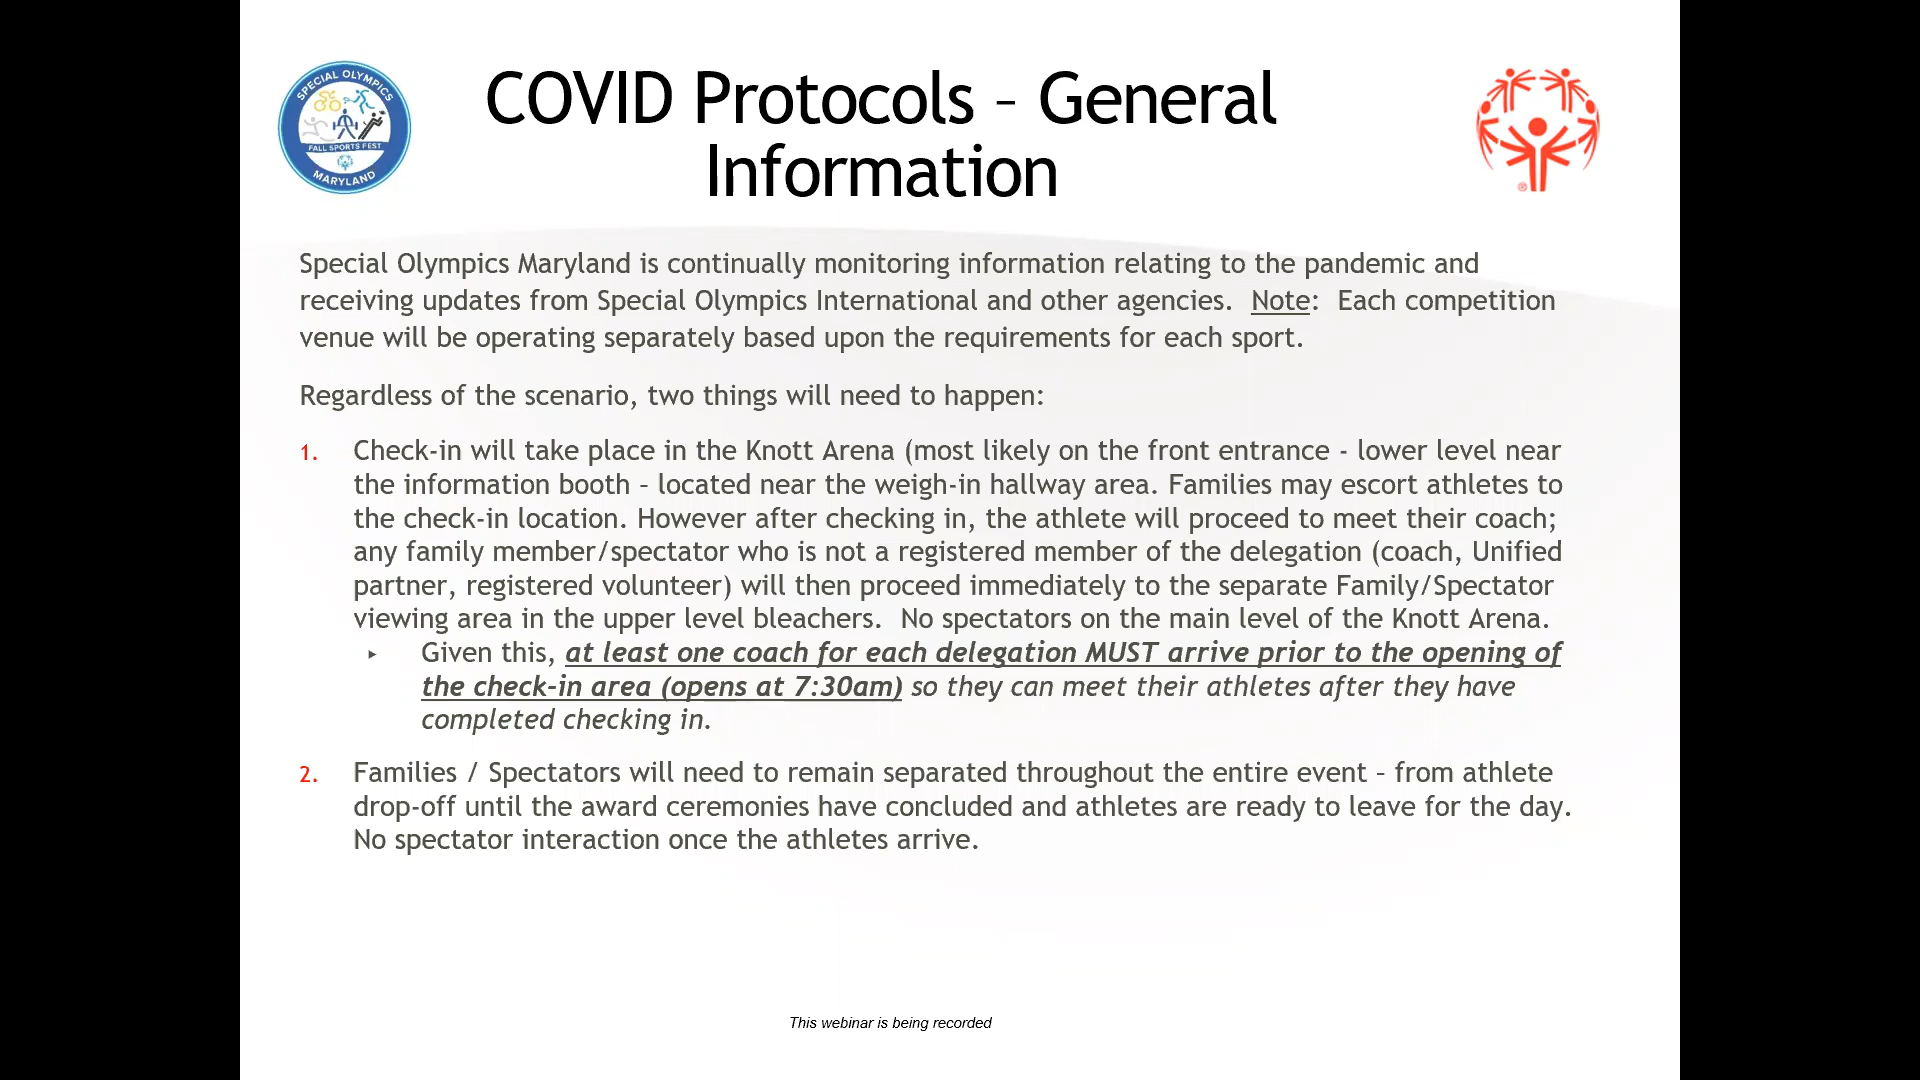 SPECIAL OLYMPICS
FALL SPORTS FEST
MARYLAND
COVID Protocols – General
Information
®
Special Olympics Maryland is continually monitoring information relating to the pandemic and
receiving updates from Special Olympics International and other agencies.  Note:  Each competition
venue will be operating separately based upon the requirements for each sport.
Regardless of the scenario, two things will need to happen:
1. Check-in will take place in the Knott Arena (most likely on the front entrance - lower level near
the information booth – located near the weigh-in hallway area. Families may escort athletes to
the check-in location. However after checking in, the athlete will proceed to meet their coach;
any family member/spectator who is not a registered member of the delegation (coach, Unified
partner, registered volunteer) will then proceed immediately to the separate Family/Spectator
viewing area in the upper level bleachers.  No spectators on the main level of the Knott Arena.
▸ Given this, at least one coach for each delegation MUST arrive prior to the opening of
the check-in area (opens at 7:30am) so they can meet their athletes after they have
completed checking in.
2. Families / Spectators will need to remain separated throughout the entire event – from athlete
drop-off until the award ceremonies have concluded and athletes are ready to leave for the day.
No spectator interaction once the athletes arrive.
This webinar is being recorded